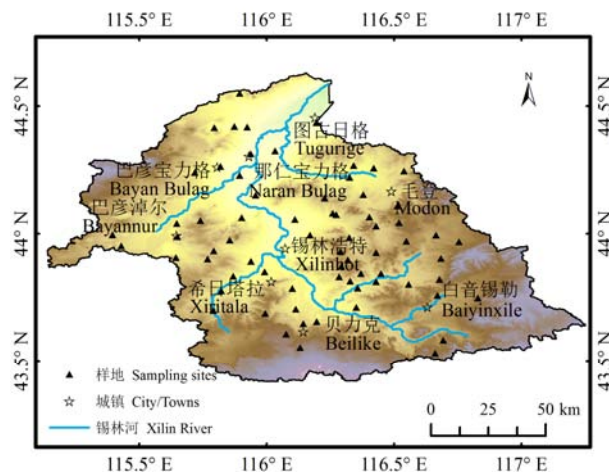 115.5° E 116° E 116.5° E 117° E
N
44.5° N
44.5° N
图古日格
Tugurige
巴彦宝力格
Bayan Bulag
那仁宝力格
Naran Bulag
毛登
Modon
巴彦淖尔
Bayannur
44° N
44° N
锡林浩特
Xilinhot
希日塔拉
Xiritala
白音锡勒
Baiyinxile
贝力克
Beilike
43.5° N
43.5° N
样地 Sampling sites
城镇 City/Towns
锡林河 Xilin River
0 25 50 km
115.5° E 116° E 116.5° E 117° E